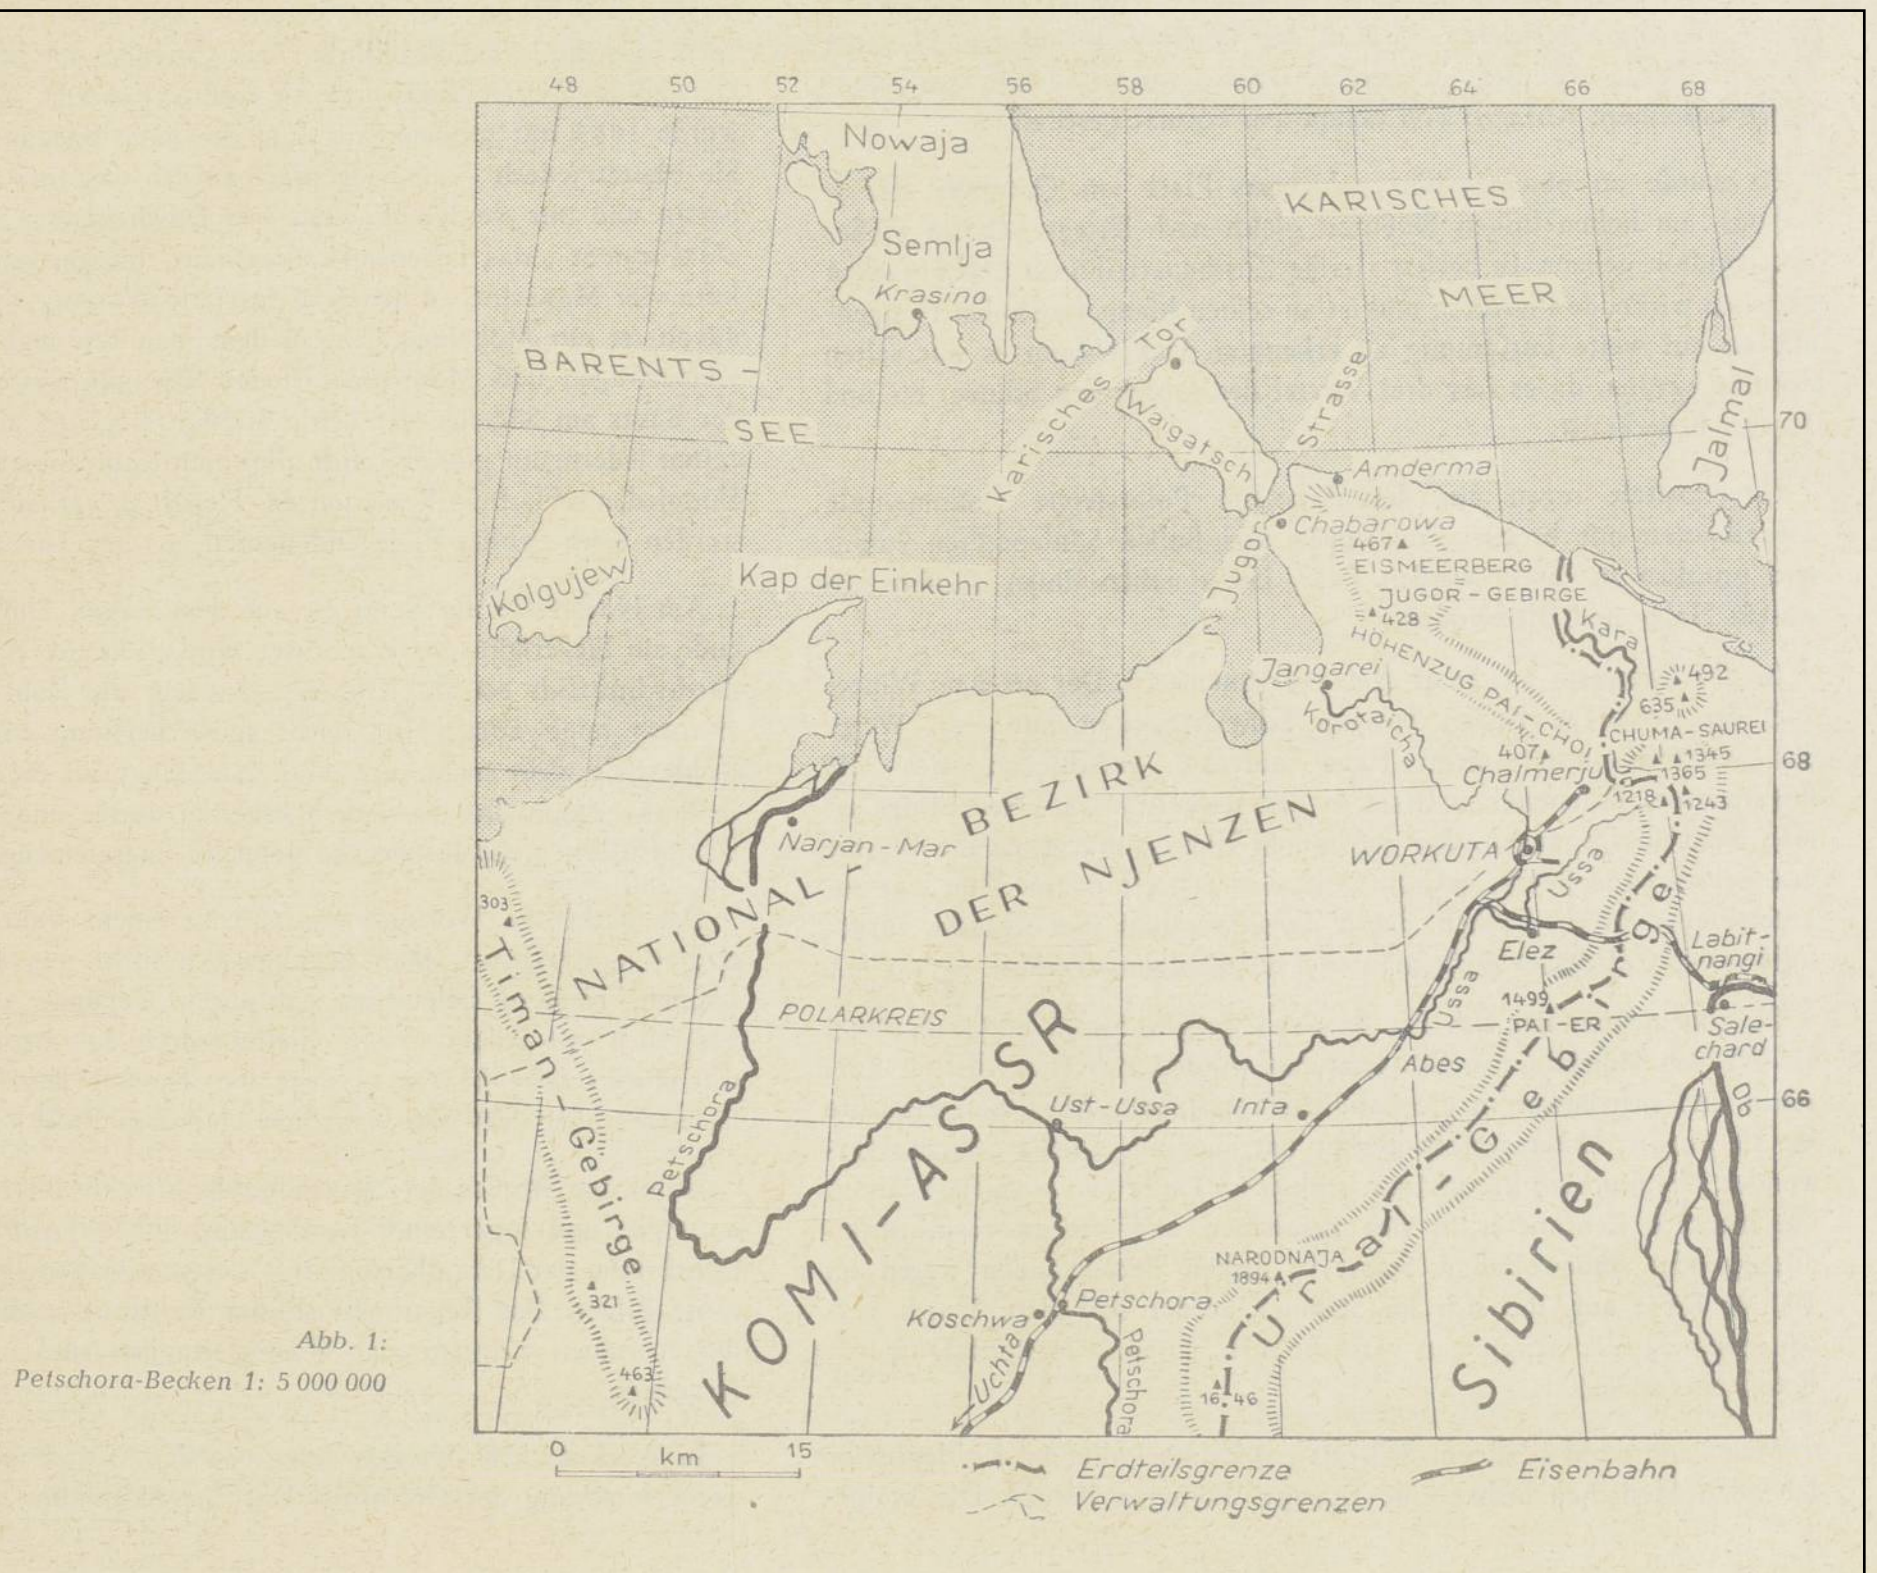 48 50 52 54 56 58 60 62 64 66 68
Nowaja
KARISCHES
Semlja
Krasino
MEER
Karisches Tor
BARENTS -
Strasse
Jalmal
SEE
Waigatsch
70
Amderma
Chabarowa
467
Jugor
EISMEERBERG
Kap der Einkehr
Kolgujew
JUGOR - GEBIRGE
428
Kara
HÖHENZUG PAI - CHOI
Jangarei
492
635
Korotaicha
CHUMA - SAUREI
407
1345
68
Chalmerju
1365
1218
1243
BEZIRK
NJENZEN
Narjan - Mar
WORKUTA
Ussa
NATIONAL -
DER
303
Elez
Labit-
nangi
Timan - Gebirge
Ussa
1499
PAI - ER
POLARKREIS
Sale-
chard
Abes
Petschora
Ust - Ussa
Inta
Ob
66
KOMI - ASSR
Ural - Gebirge
Sibirien
NARODNAJA
1894
321
Koschwa
Petschora
Uchta
Petschora
463
16 46
Abb. 1:
Petschora-Becken 1: 5 000 000
0 km 15
Erdteilsgrenze
Eisenbahn
Verwaltungsgrenzen